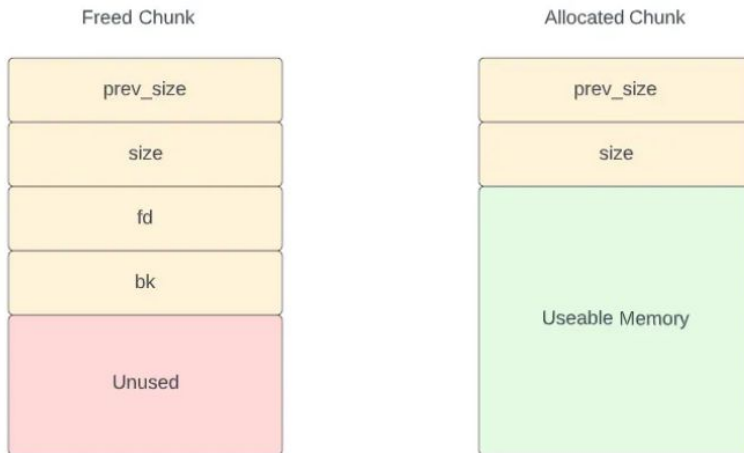 Freed Chunk
prev_size
size
fd
bk
Unused
Allocated Chunk
prev_size
size
Useable Memory